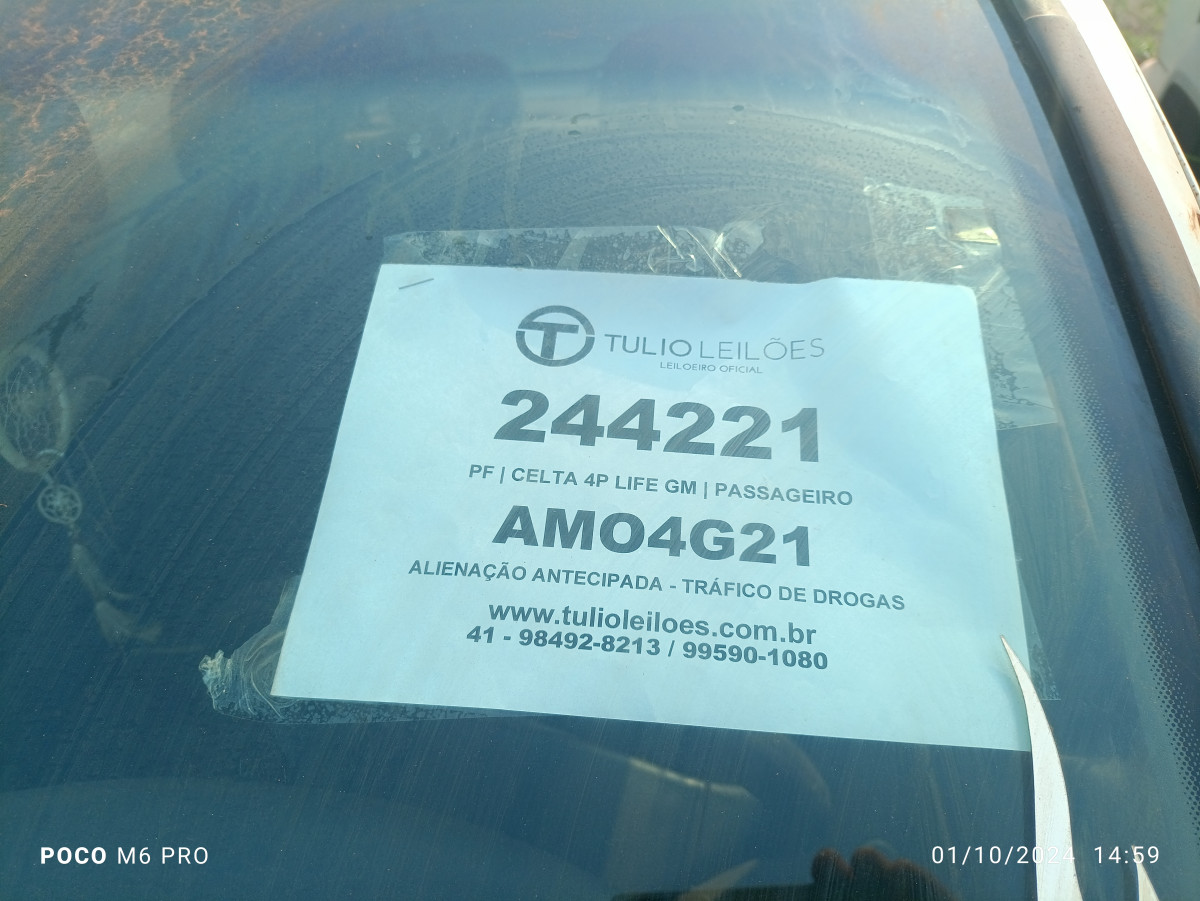 TULIO LEILÕES
LEILOEIRO OFICIAL
244221
PF | CELTA 4P LIFE GM | PASSAGEIRO
AMO4G21
ALIENAÇÃO ANTECIPADA - TRÁFICO DE DROGAS
www.tulioleiloes.com.br
41 - 98492-8213 / 99590-1080
POCO M6 PRO
01/10/2024 14:59